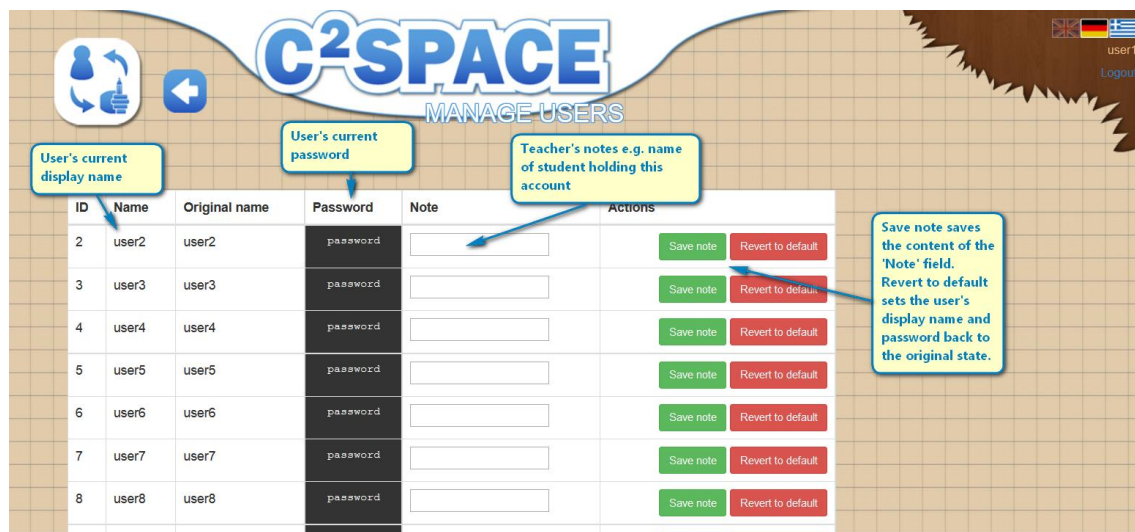 C²SPACE
MANAGE USERS
user1
Logout
User's current
display name
User's current
password
Teacher's notes e.g. name
of student holding this
account
ID Name Original name Password Note Actions
2 user2 user2 password Save note Revert to default
3 user3 user3 password Save note Revert to default
4 user4 user4 password Save note Revert to default
5 user5 user5 password Save note Revert to default
6 user6 user6 password Save note Revert to default
7 user7 user7 password Save note Revert to default
8 user8 user8 password Save note Revert to default
Save note saves
the content of the
'Note' field.
Revert to default
sets the user's
display name and
password back to
the original state.